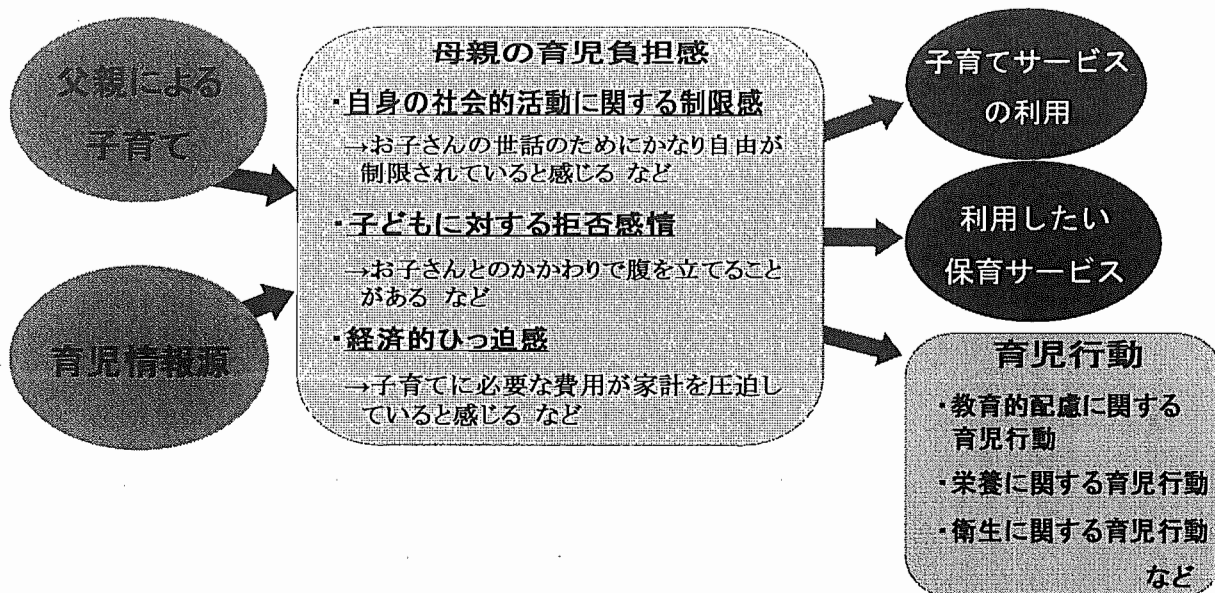 父親による
子育て
育児情報源
母親の育児負担感
・自身の社会的活動に関する制限感
→お子さんの世話のためにかなり自由が
制限されていると感じる など
・子どもに対する拒否感情
→お子さんとのかかわりで腹を立てること
がある など
・経済的ひっ迫感
→子育てに必要な費用が家計を圧迫し
ていると感じる など
子育てサービス
の利用
利用したい
保育サービス
育児行動
・教育的配慮に関する
育児行動
・栄養に関する育児行動
・衛生に関する育児行動
など